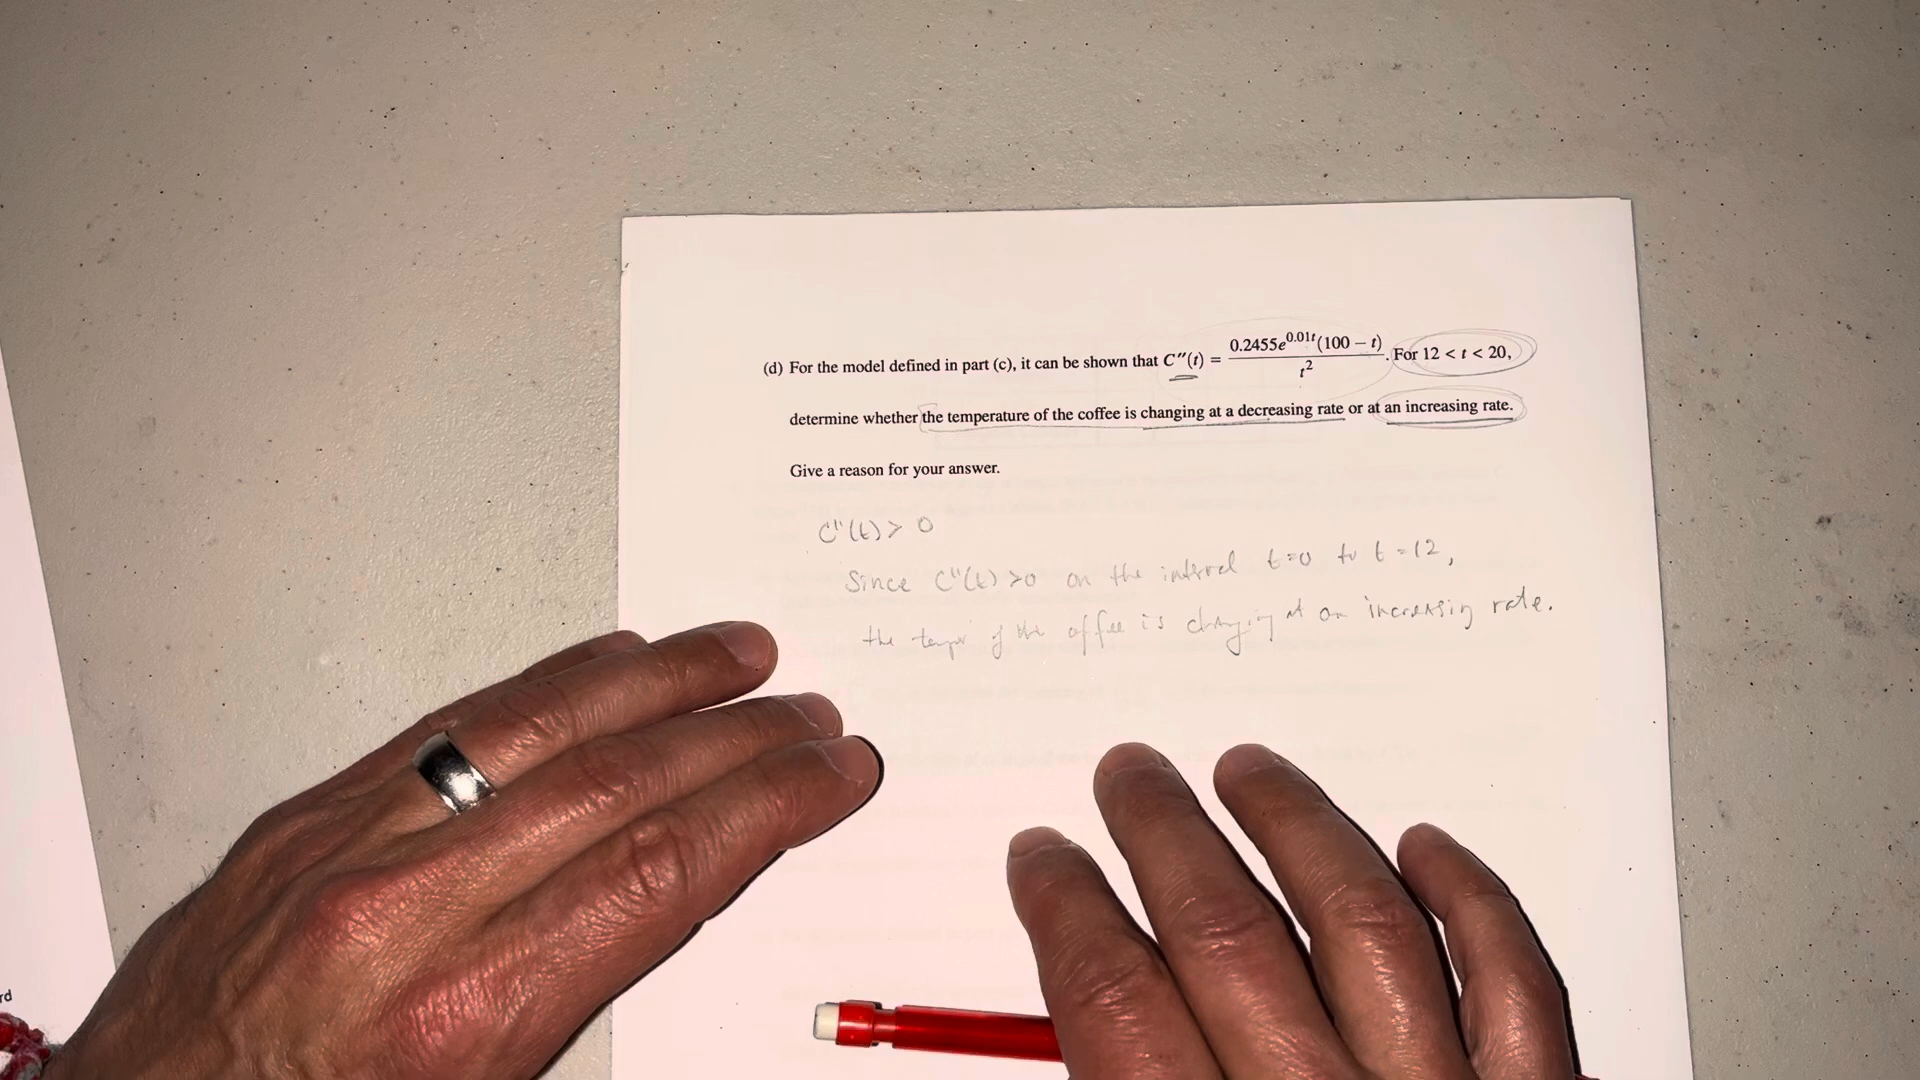 (d) For the model defined in part (c), it can be shown that C″(t) = 0.2455e^0.01t(100 − t) / t². For 12 < t < 20,
determine whether the temperature of the coffee is changing at a decreasing rate or at an increasing rate.
Give a reason for your answer.
C"(t) > 0
Since C"(t) >0 on the interval t=0 to t=12,
the of the coffee is changing at an increasing rate.
rd